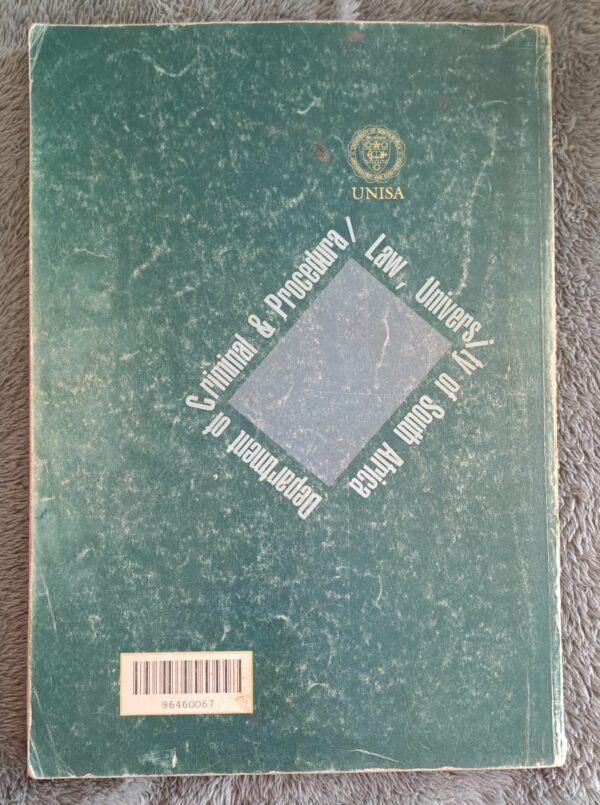 UNISA
Department of Criminal & Procedural Law, University of South Africa
96460067